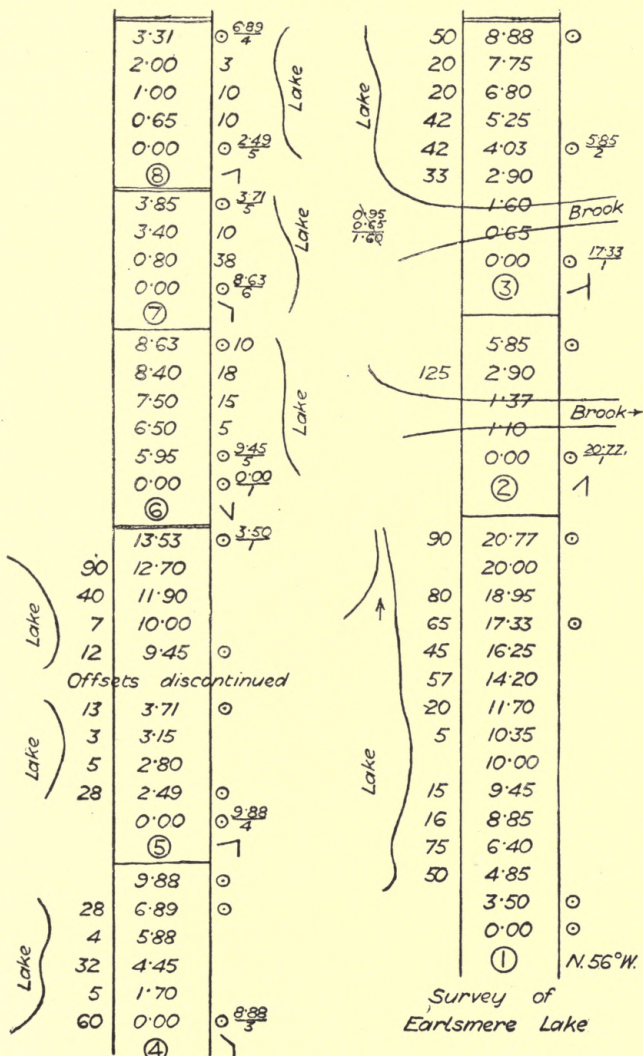 3·31 ⊙ 6·89/4
2·00 3
1·00 10
0·65 10
0·00 ⊙ 2·49/5
⑧
Lake
3·85 ⊙ 3·71/5
3·40 10
0·80 38
0·00 ⊙ 8·63/6
⑦
Lake
8·63 ⊙ 10
8·40 18
7·50 15
6·50 5
5·95 ⊙ 9·45/5
0·00 ⊙ 0·00/1
⑥
Lake
13·53 ⊙ 3·50/1
90 12·70
40 11·90
7 10·00
12 9·45 ⊙
Lake
Offsets discontinued
13 3·71 ⊙
3 3·15
5 2·80
28 2·49 ⊙
0·00 ⊙ 9·88/4
⑤
Lake
9·88 ⊙
28 6·89 ⊙
4 5·88
32 4·45
5 1·70
60 0·00 ⊙ 8·88/3
④
Lake
50 8·88 ⊙
20 7·75
20 6·80
42 5·25
42 4·03 ⊙ 5·85/2
33 2·90
1·60 Brook
0·65
0·00 ⊙ 17·33/1
③
Lake
0·95
0·65
1·60
5·85 ⊙
125 2·90
1·37 Brook→
1·10
0·00 ⊙ 20·77/1
②
90 20·77 ⊙
20·00
80 18·95
65 17·33 ⊙
45 16·25
57 14·20
20 11·70
5 10·35
10·00
15 9·45
16 8·85
75 6·40
50 4·85
3·50 ⊙
0·00 ⊙
① N.56°W.
Lake
Survey of
Earlsmere Lake